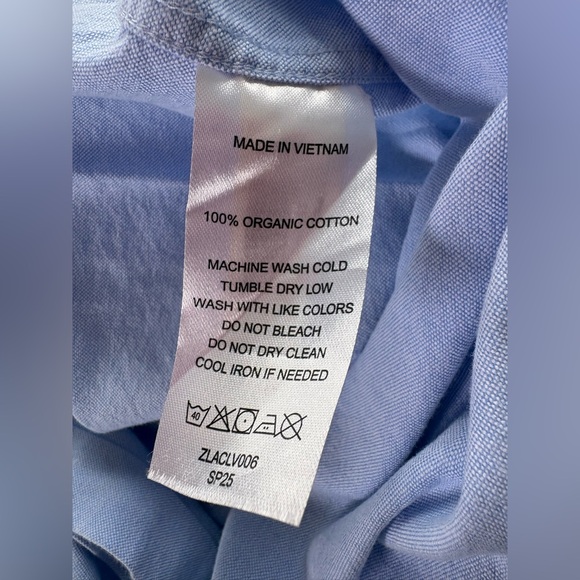 MADE IN VIETNAM
100% ORGANIC COTTON
MACHINE WASH COLD
TUMBLE DRY LOW
WASH WITH LIKE COLORS
DO NOT BLEACH
DO NOT DRY CLEAN
COOL IRON IF NEEDED
40
ZLACLV006
SP25